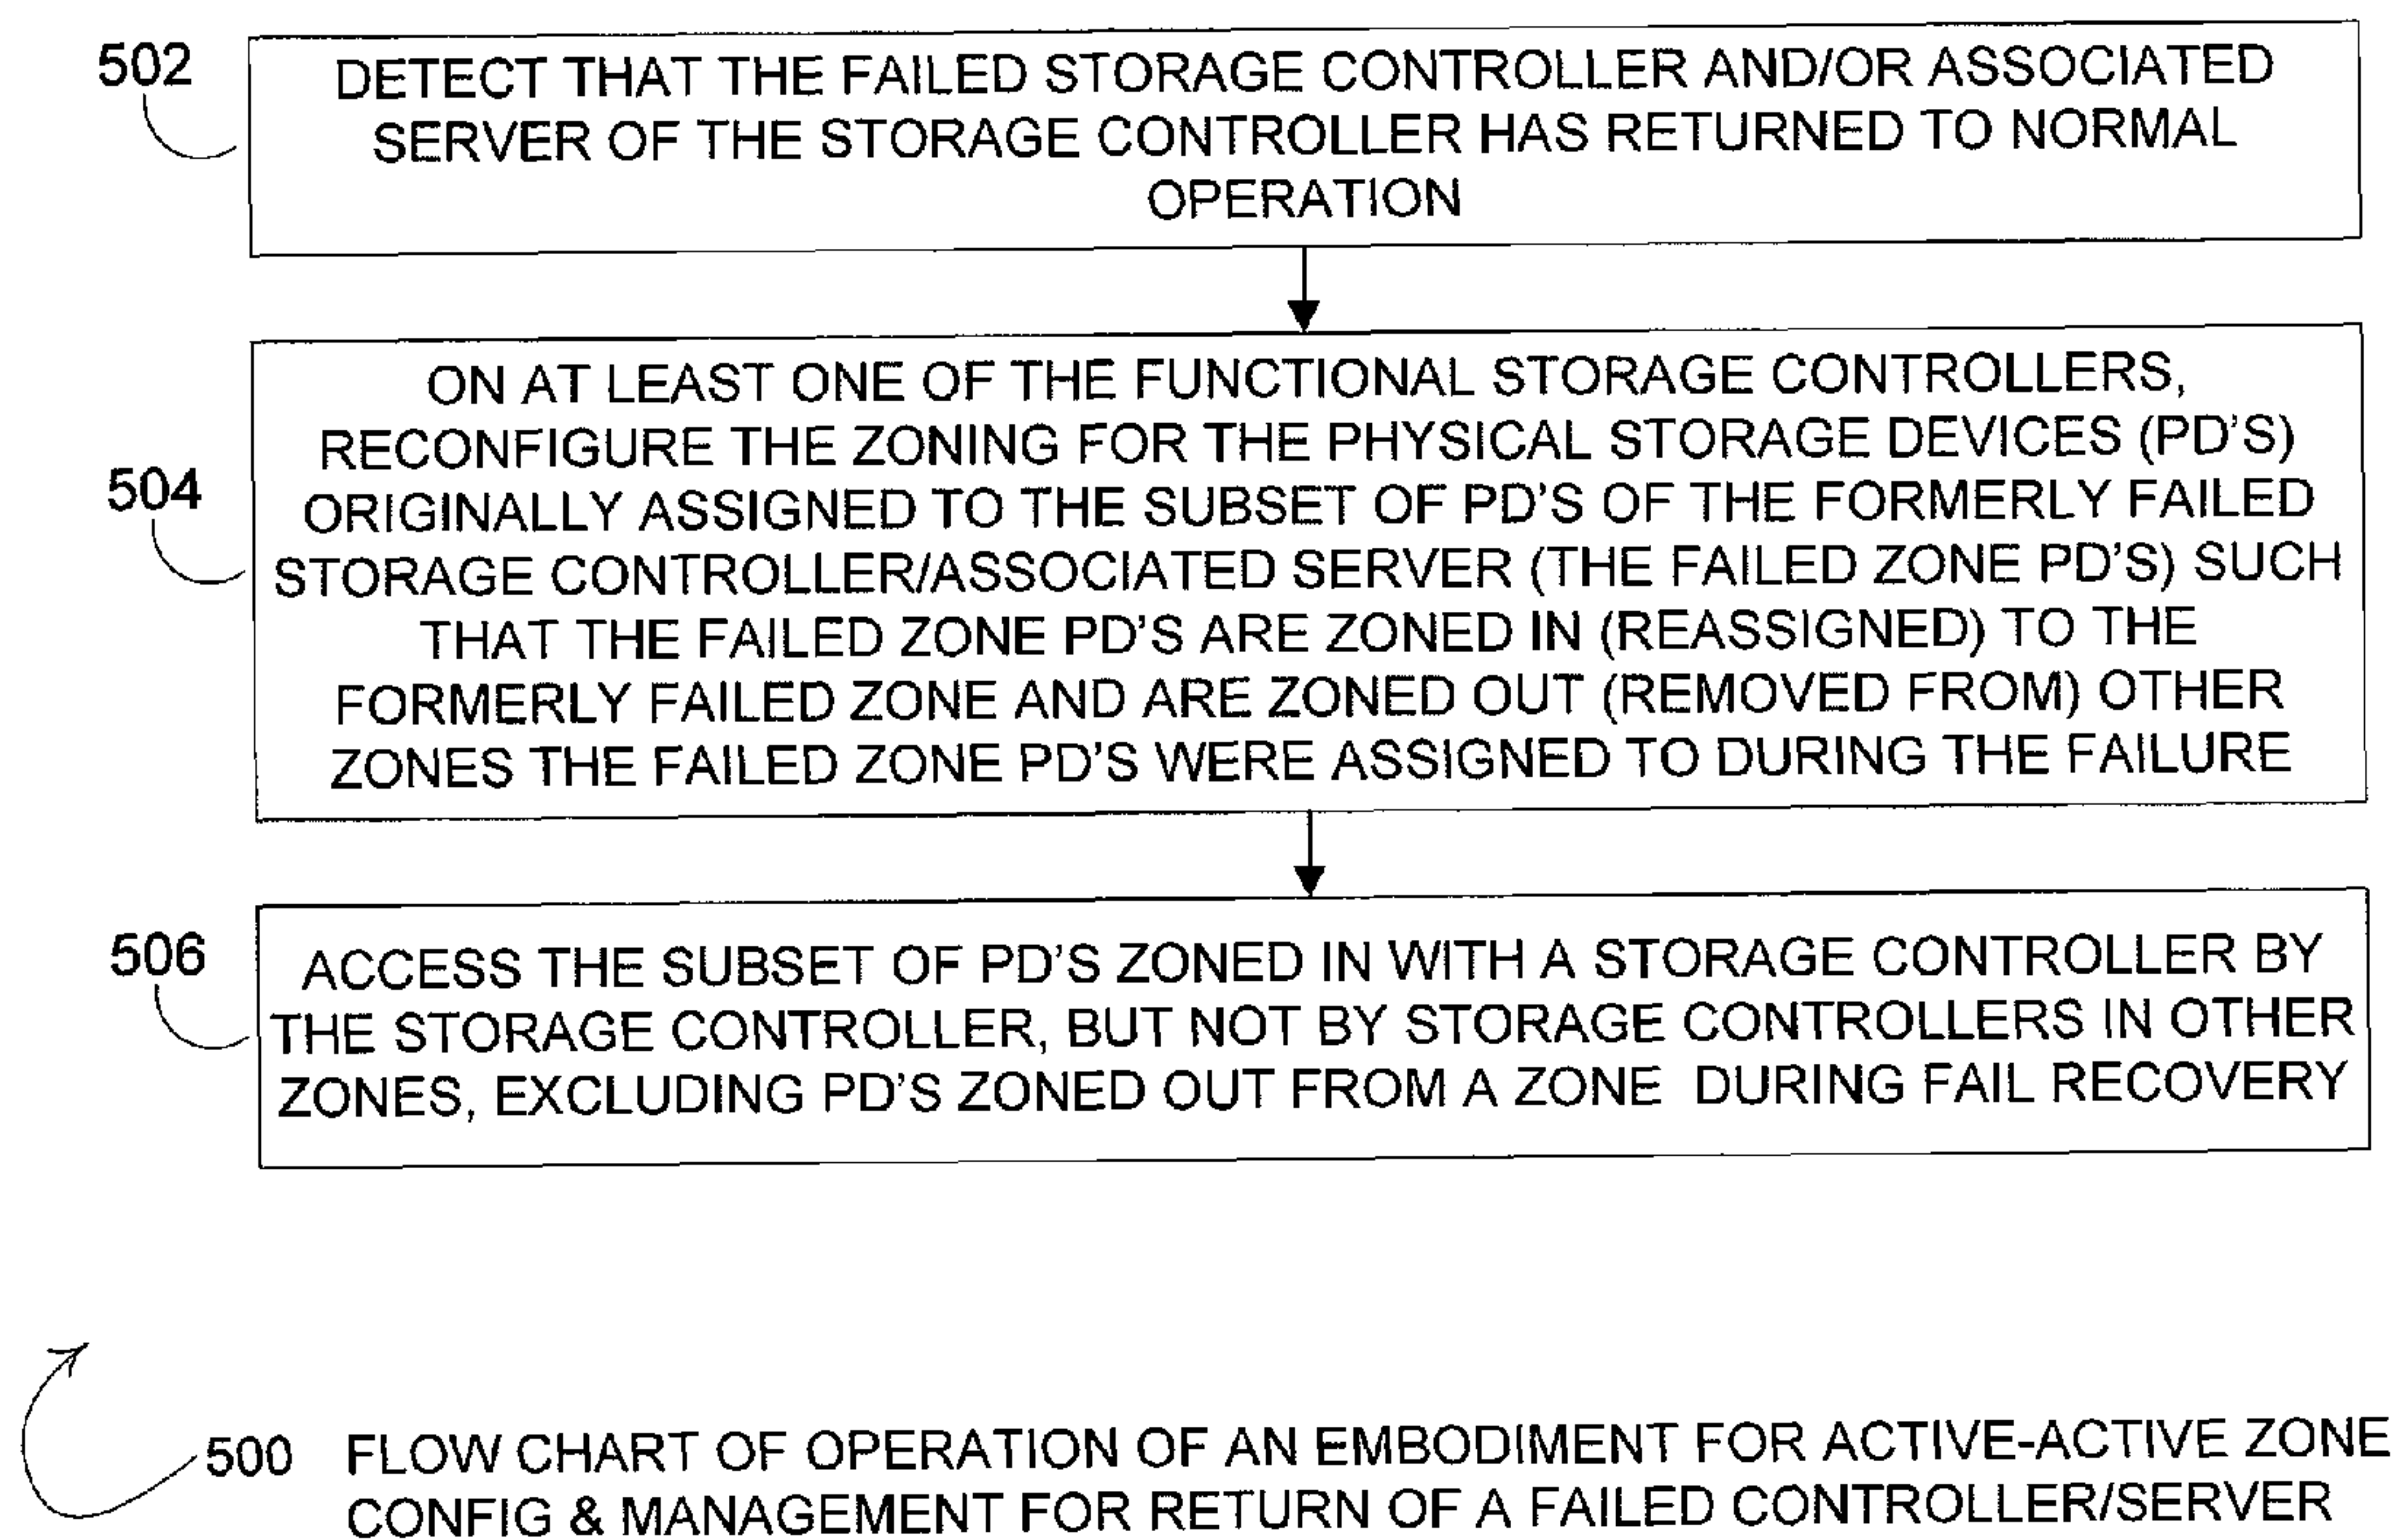 502
DETECT THAT THE FAILED STORAGE CONTROLLER AND/OR ASSOCIATED
SERVER OF THE STORAGE CONTROLLER HAS RETURNED TO NORMAL
OPERATION
504
ON AT LEAST ONE OF THE FUNCTIONAL STORAGE CONTROLLERS,
RECONFIGURE THE ZONING FOR THE PHYSICAL STORAGE DEVICES (PD'S)
ORIGINALLY ASSIGNED TO THE SUBSET OF PD'S OF THE FORMERLY FAILED
STORAGE CONTROLLER/ASSOCIATED SERVER (THE FAILED ZONE PD'S) SUCH
THAT THE FAILED ZONE PD'S ARE ZONED IN (REASSIGNED) TO THE
FORMERLY FAILED ZONE AND ARE ZONED OUT (REMOVED FROM) OTHER
ZONES THE FAILED ZONE PD'S WERE ASSIGNED TO DURING THE FAILURE
506
ACCESS THE SUBSET OF PD'S ZONED IN WITH A STORAGE CONTROLLER BY
THE STORAGE CONTROLLER, BUT NOT BY STORAGE CONTROLLERS IN OTHER
ZONES, EXCLUDING PD'S ZONED OUT FROM A ZONE DURING FAIL RECOVERY
500 FLOW CHART OF OPERATION OF AN EMBODIMENT FOR ACTIVE-ACTIVE ZONE
CONFIG & MANAGEMENT FOR RETURN OF A FAILED CONTROLLER/SERVER